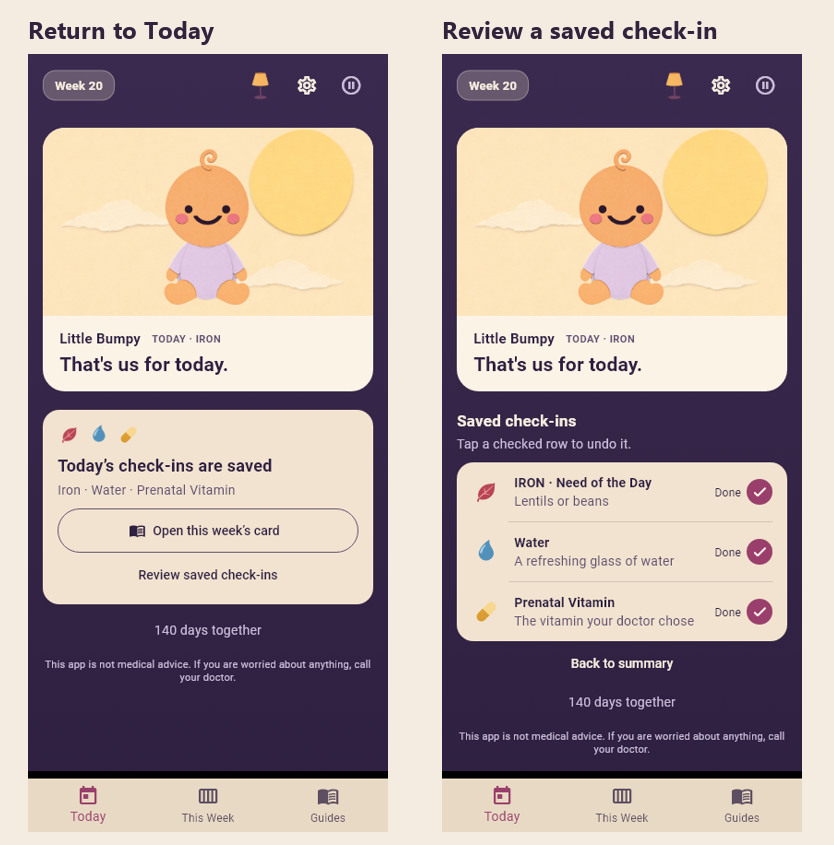 Return to Today
Week 20
Little Bumpy TODAY · IRON
That's us for today.
Today's check-ins are saved
Iron · Water · Prenatal Vitamin
Open this week's card
Review saved check-ins
140 days together
This app is not medical advice. If you are worried about anything, call
your doctor.
Today
This Week
Guides
Review a saved check-in
Week 20
Little Bumpy TODAY · IRON
That's us for today.
Saved check-ins
Tap a checked row to undo it.
IRON · Need of the Day
Lentils or beans
Done
Water
A refreshing glass of water
Done
Prenatal Vitamin
The vitamin your doctor chose
Done
Back to summary
140 days together
This app is not medical advice. If you are worried about anything, call
your doctor.
Today
This Week
Guides